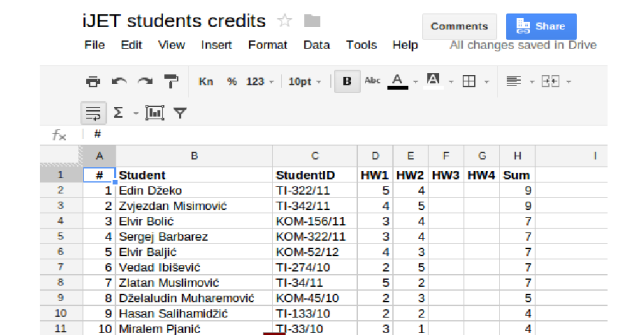 iJET students credits
Comments Share
File Edit View Insert Format Data Tools Help All changes saved in Drive
Kn % 123 10pt B Abc A A
Σ
fx #
A B C D E F G H I
1 # Student StudentID HW1 HW2 HW3 HW4 Sum
2 1 Edin Džeko TI-322/11 5 4 9
3 2 Zvjezdan Misimović TI-342/11 4 5 9
4 3 Elvir Bolić KOM-156/11 3 4 7
5 4 Sergej Barbarez KOM-322/11 3 4 7
6 5 Elvir Baljić KOM-52/12 4 3 7
7 6 Vedad Ibišević TI-274/10 2 5 7
8 7 Zlatan Muslimović TI-34/11 5 2 7
9 8 Dželaludin Muharemović KOM-45/10 2 3 5
10 9 Hasan Salihamidžić TI-133/10 2 2 4
11 10 Miralem Pjanić TI-33/10 3 1 4